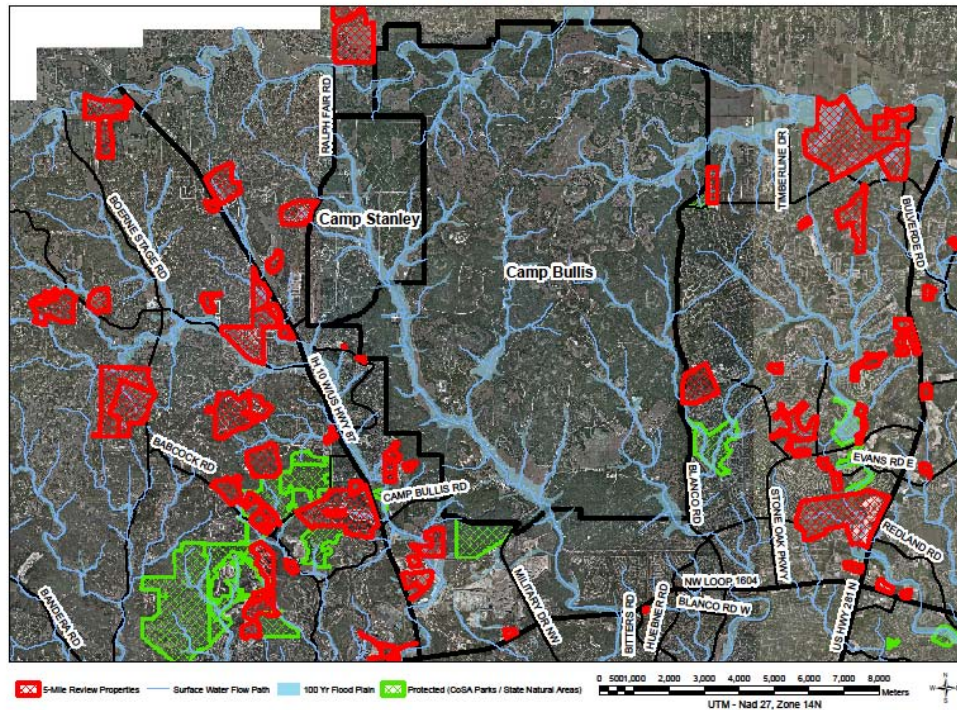 RALPH FAIR RD
TIMBERLINE DR
BOERNE STAGE RD
Camp Stanley
BULVERDE RD
Camp Bullis
IH 10 W/US HWY 87
BABCOCK RD
EVANS RD E
CAMP BULLIS RD
BLANCO RD
STONE OAK PKWY
REDLAND RD
BANDERA RD
MILITARY DR NW
NW LOOP 1604
BLANCO RD W
BITTERS RD
HUEBNER RD
US HWY 281 N
5-Mile Review Properties
Surface Water Flow Path
100 Yr Flood Plain
Protected (CoSA Parks / State Natural Areas)
0 500 1,000 2,000 3,000 4,000 5,000 6,000 7,000 8,000
Meters
UTM - Nad 27, Zone 14N
N
W
S